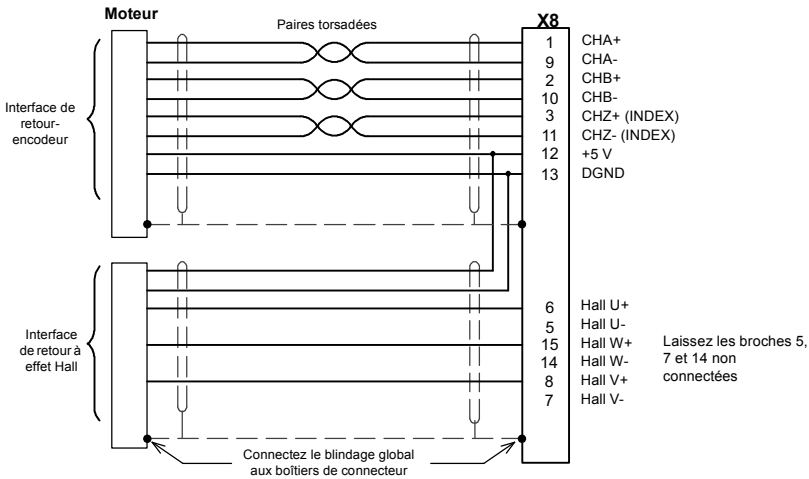 Moteur
Paires torsadées
X8
1 CHA+
9 CHA-
2 CHB+
10 CHB-
3 CHZ+ (INDEX)
11 CHZ- (INDEX)
12 +5 V
13 DGND
Interface de
retour-
encodeur
6 Hall U+
5 Hall U-
15 Hall W+
14 Hall W-
8 Hall V+
7 Hall V-
Interface
de retour à
effet Hall
Laissez les broches 5,
7 et 14 non
connectées
Connectez le blindage global
aux boîtiers de connecteur